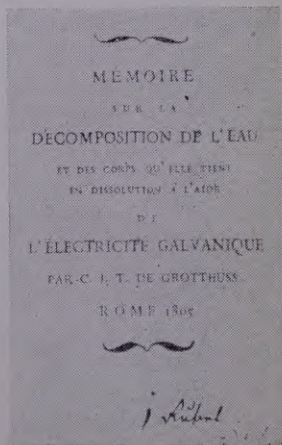 MÉMOIRE
SUR LA
DÉCOMPOSITION DE L'EAU
ET DES CORPS QU'ELLE TIENT
EN DISSOLUTION À L'AIDE
DE
L'ÉLECTRICITÉ GALVANIQUE
PAR C. J. T. DE GROTTHUSS.
ROME 1805